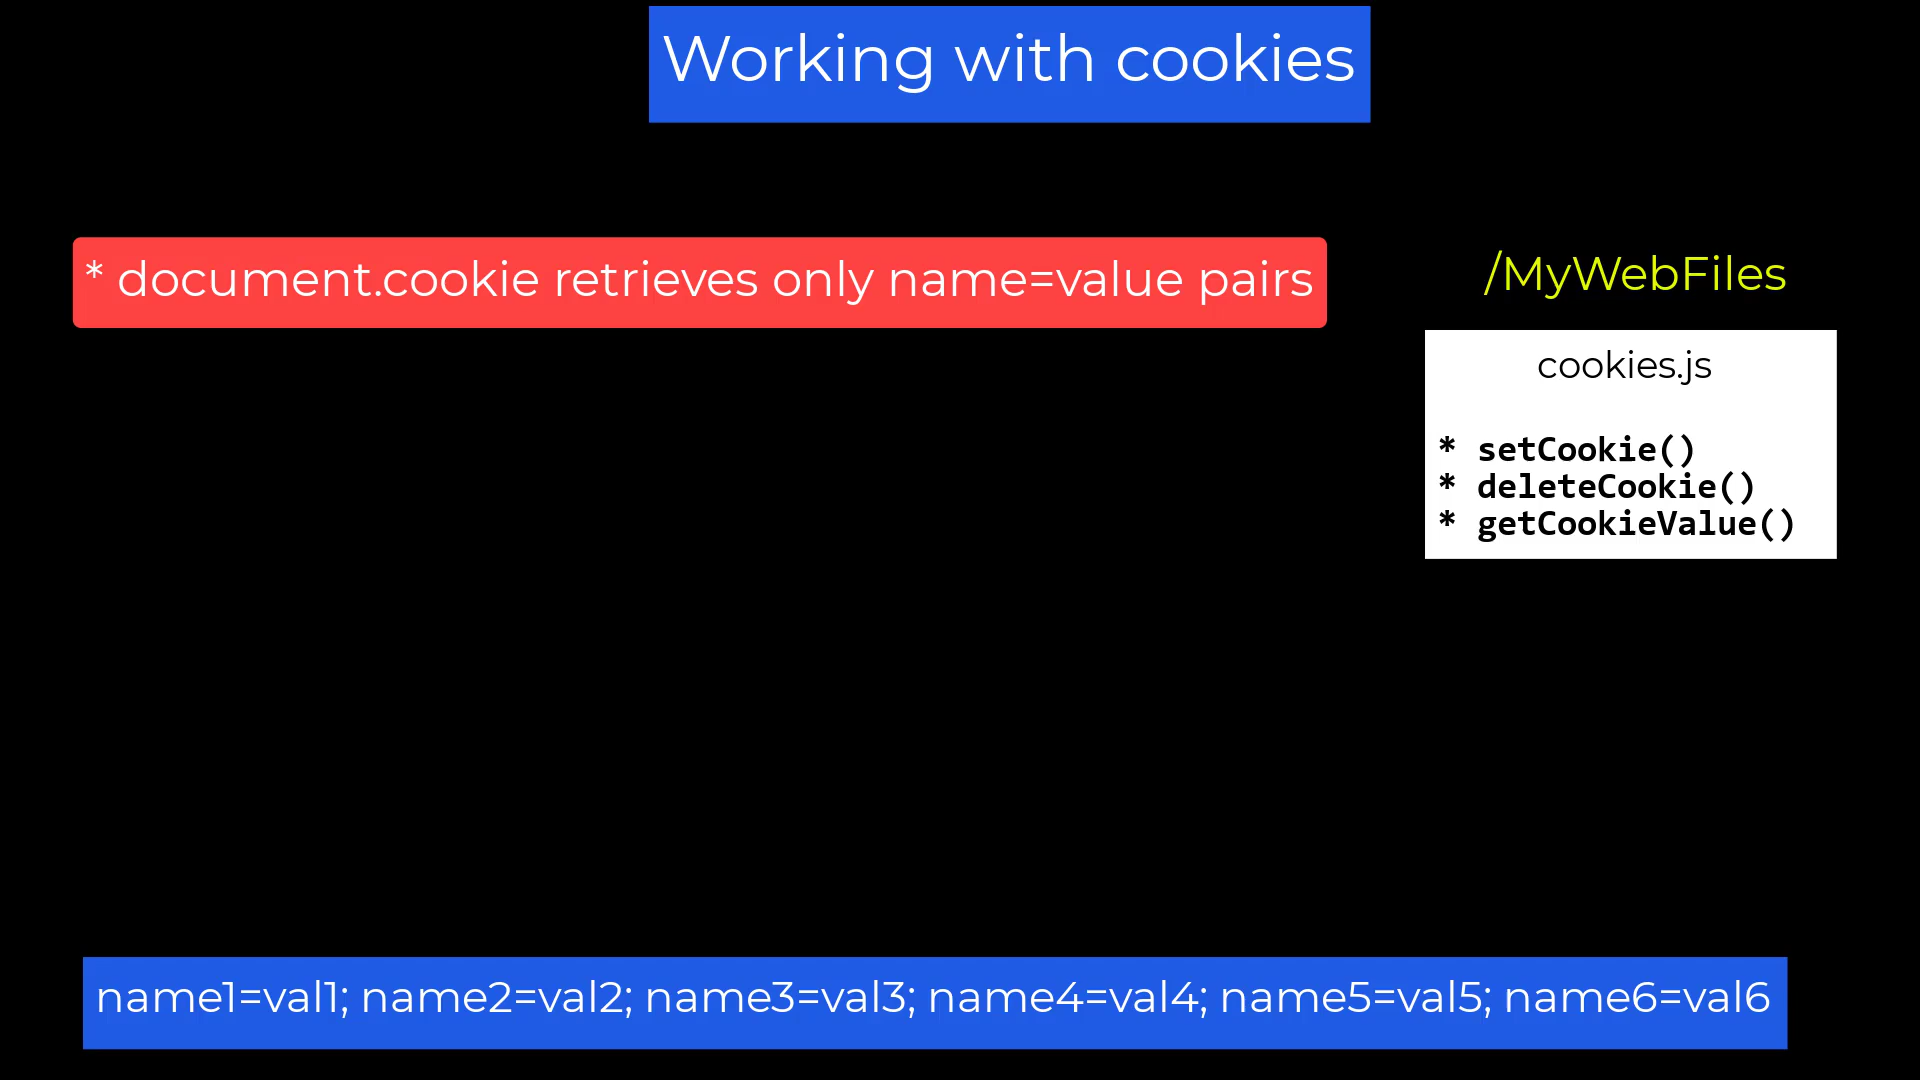 Working with cookies
* document.cookie retrieves only name=value pairs
/MyWebFiles
cookies.js
* setCookie()
* deleteCookie()
* getCookieValue()
name1=val1; name2=val2; name3=val3; name4=val4; name5=val5; name6=val6